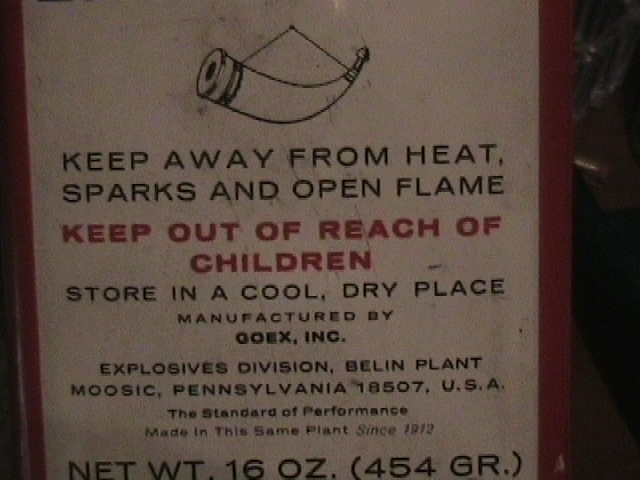 KEEP AWAY FROM HEAT,
SPARKS AND OPEN FLAME
KEEP OUT OF REACH OF
CHILDREN
STORE IN A COOL, DRY PLACE
MANUFACTURED BY
GOEX, INC.
EXPLOSIVES DIVISION, BELIN PLANT
MOOSIC, PENNSYLVANIA 18507, U.S.A.
The Standard of Performance
Made In This Same Plant Since 1912
NET WT. 16 OZ. (454 GR.)